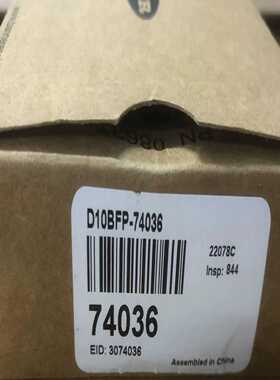 D10BFP-74036
22078C
Insp: 844
74036
EID: 3074036
Assembled in China